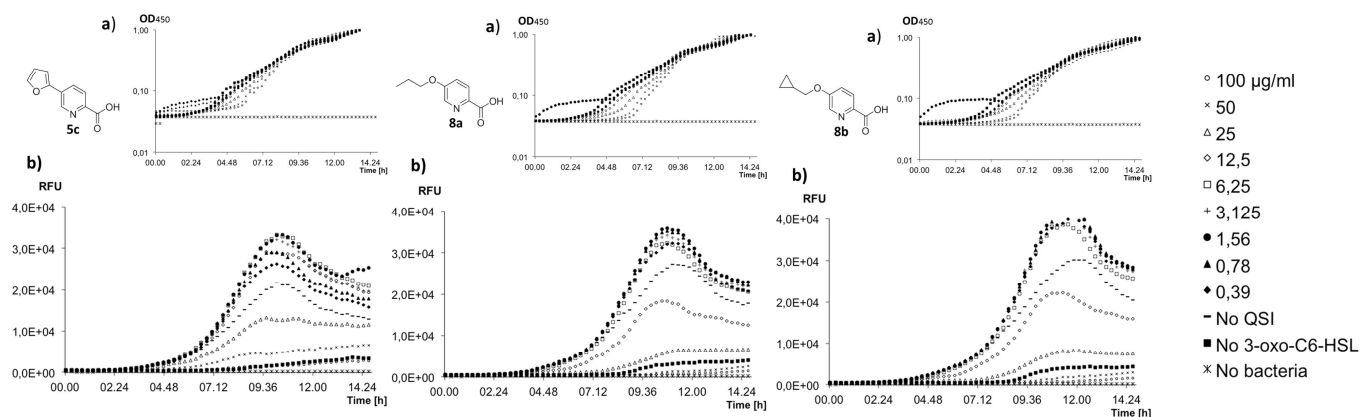 a)
OD450
1,00
0,10
0,01
00.00 02.24 04.48 07.12 09.36 12.00 14.24
Time [h]
O
N
OH
O
5c
b)
RFU
4,0E+04
3,0E+04
2,0E+04
1,0E+04
0,0E+00
00.00 02.24 04.48 07.12 09.36 12.00 14.24
Time [h]
a)
OD450
1,00
0,10
0,01
00.00 02.24 04.48 07.12 09.36 12.00 14.24
Time [h]
O
N
OH
O
8a
b)
RFU
4,0E+04
3,0E+04
2,0E+04
1,0E+04
0,0E+00
00.00 02.24 04.48 07.12 09.36 12.00 14.24
Time [h]
a)
OD450
1,00
0,10
0,01
00.00 02.24 04.48 07.12 09.36 12.00 14.24
Time [h]
O
N
OH
O
8b
b)
RFU
4,0E+04
3,0E+04
2,0E+04
1,0E+04
0,0E+00
00.00 02.24 04.48 07.12 09.36 12.00 14.24
Time [h]
100 µg/ml
50
25
12,5
6,25
3,125
1,56
0,78
0,39
No QSI
No 3-oxo-C6-HSL
No bacteria